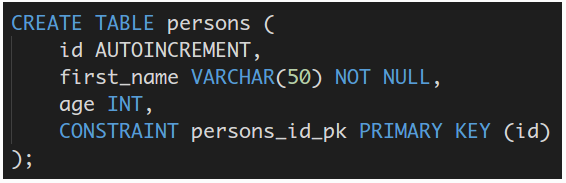 CREATE TABLE persons (
    id AUTOINCREMENT,
    first_name VARCHAR(50) NOT NULL,
    age INT,
    CONSTRAINT persons_id_pk PRIMARY KEY (id)
);